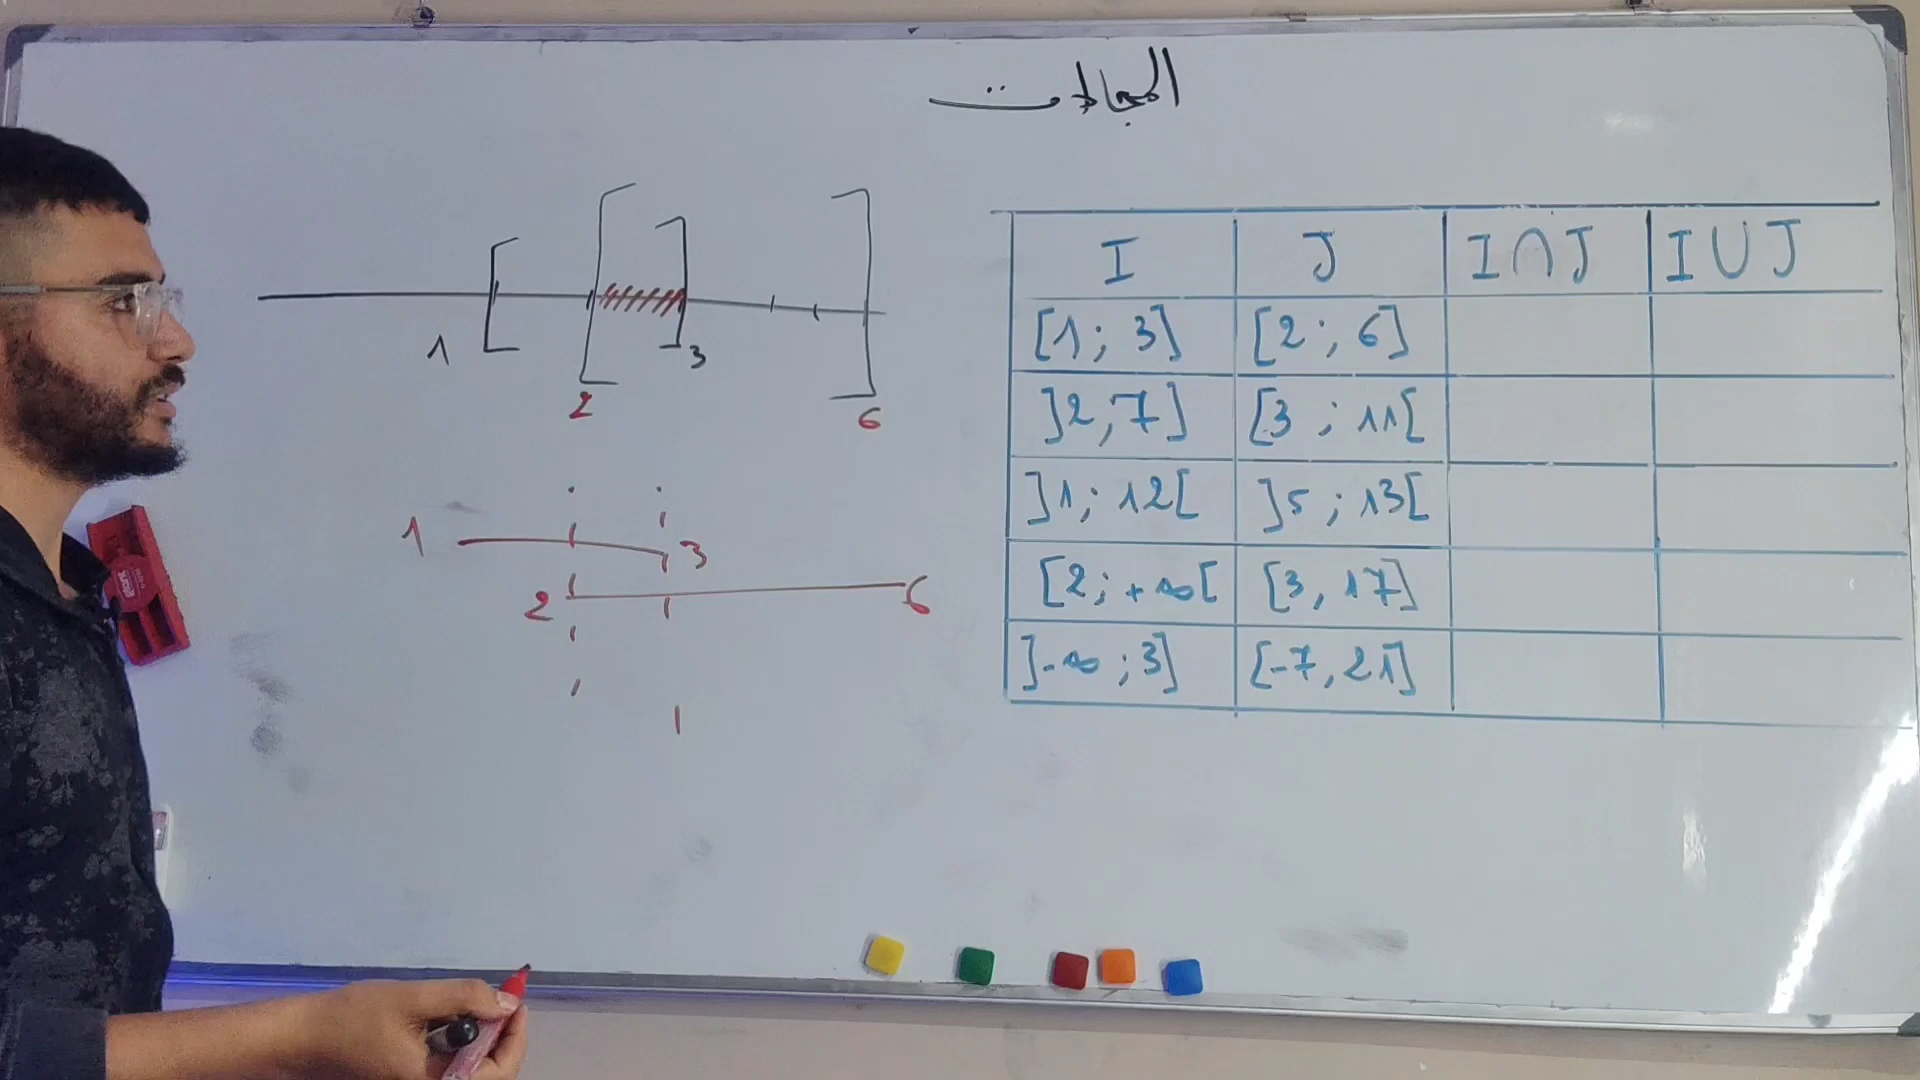 المجالات
1 2 3 6
1 3
2 6
I J I∩J I∪J
[1; 3] [2; 6]
]2,7] [3; 11[
]1; 12[ ]5; 13[
[2; +∞[ [3, 17]
]-∞; 3] [-7, 21]